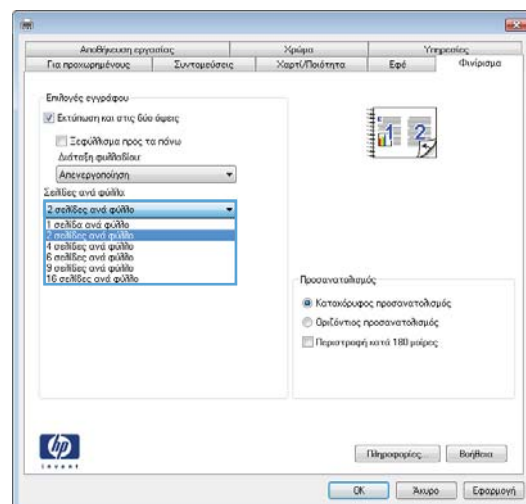 Αποθήκευση εργασίας Χρώμα Υπηρεσίες
Για προχωρημένους Συντομεύσεις Χαρτί/Ποιότητα Εφέ Φινίρισμα
Επιλογές εγγράφου
Εκτύπωση και στις δύο όψεις
Ξεφύλλισμα προς τα πάνω
Διάταξη φυλλαδίου:
Απενεργοποίηση
Σελίδες ανά φύλλο:
2 σελίδες ανά φύλλο
1 σελίδα ανά φύλλο
2 σελίδες ανά φύλλο
4 σελίδες ανά φύλλο
6 σελίδες ανά φύλλο
9 σελίδες ανά φύλλο
16 σελίδες ανά φύλλο
1 2
Προσανατολισμός
Κατακόρυφος προσανατολισμός
Οριζόντιος προσανατολισμός
Περιστροφή κατά 180 μοίρες
hp
invent
Πληροφορίες... Βοήθεια
OK Άκυρο Εφαρμογή